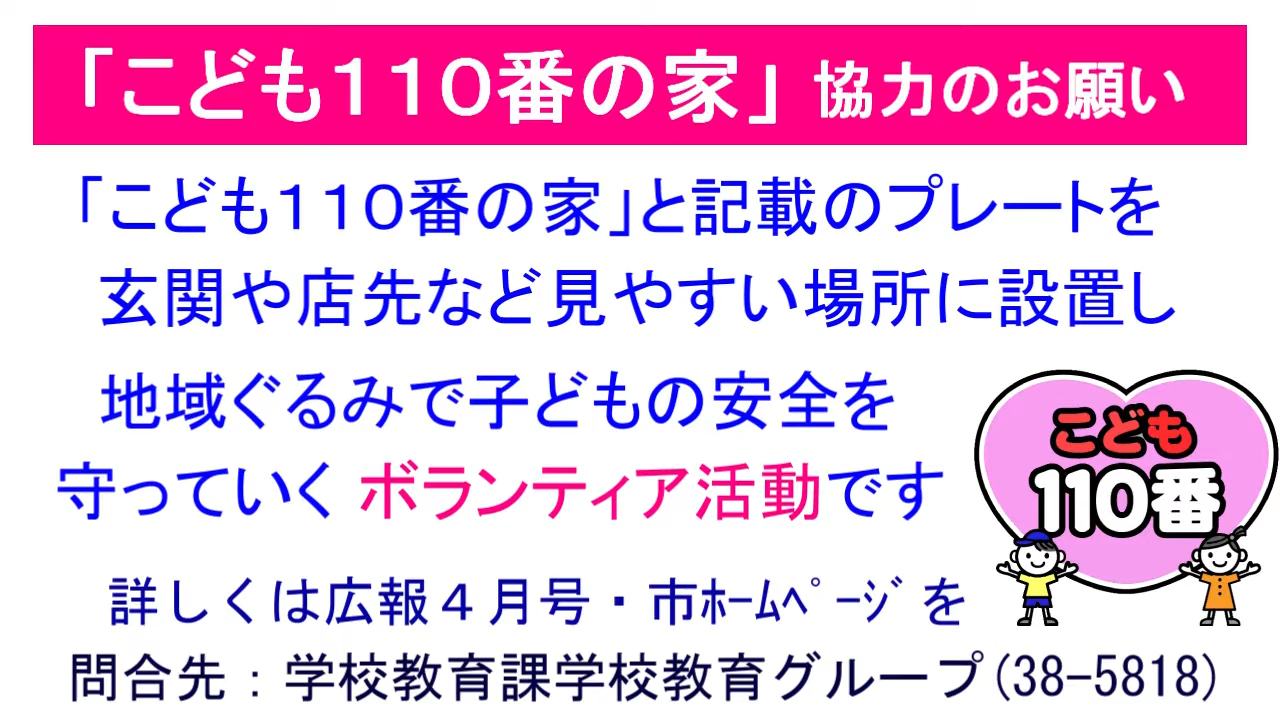 「こども１１０番の家」 協力のお願い
「こども１１０番の家」と記載のプレートを
玄関や店先など見やすい場所に設置し
地域ぐるみで子どもの安全を
守っていく ボランティア活動です
こども
110番
詳しくは広報４月号・市ﾎｰﾑﾍﾟｰｼﾞを
問合先：学校教育課学校教育グループ(38-5818)